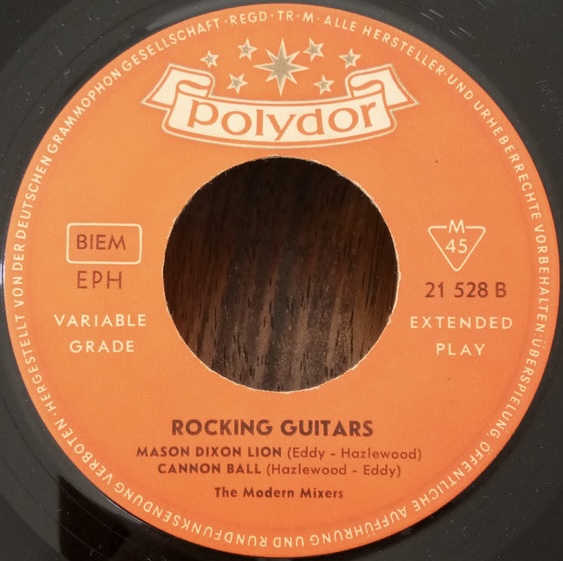 HERGESTELLT VON DER DEUTSCHEN GRAMMOPHON GESELLSCHAFT · REGD · TR · M · ALLE HERSTELLER- UND URHEBERRECHTE VORBEHALTEN · ÜBERSPIELUNG, ÖFFENTLICHE AUFFÜHRUNG UND RUNDFUNKSENDUNG VERBOTEN ·
polydor
BIEM
EPH
VARIABLE
GRADE
M
45
21 528 B
EXTENDED
PLAY
ROCKING GUITARS
MASON DIXON LION (Eddy - Hazlewood)
CANNON BALL (Hazlewood - Eddy)
The Modern Mixers